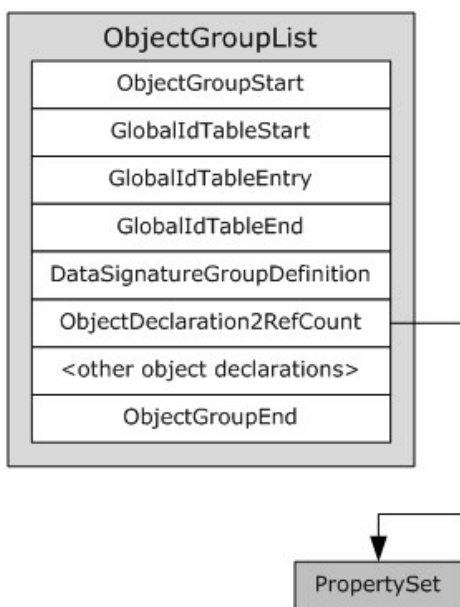 ObjectGroupList
ObjectGroupStart
GlobalIdTableStart
GlobalIdTableEntry
GlobalIdTableEnd
DataSignatureGroupDefinition
ObjectDeclaration2RefCount
<other object declarations>
ObjectGroupEnd
PropertySet